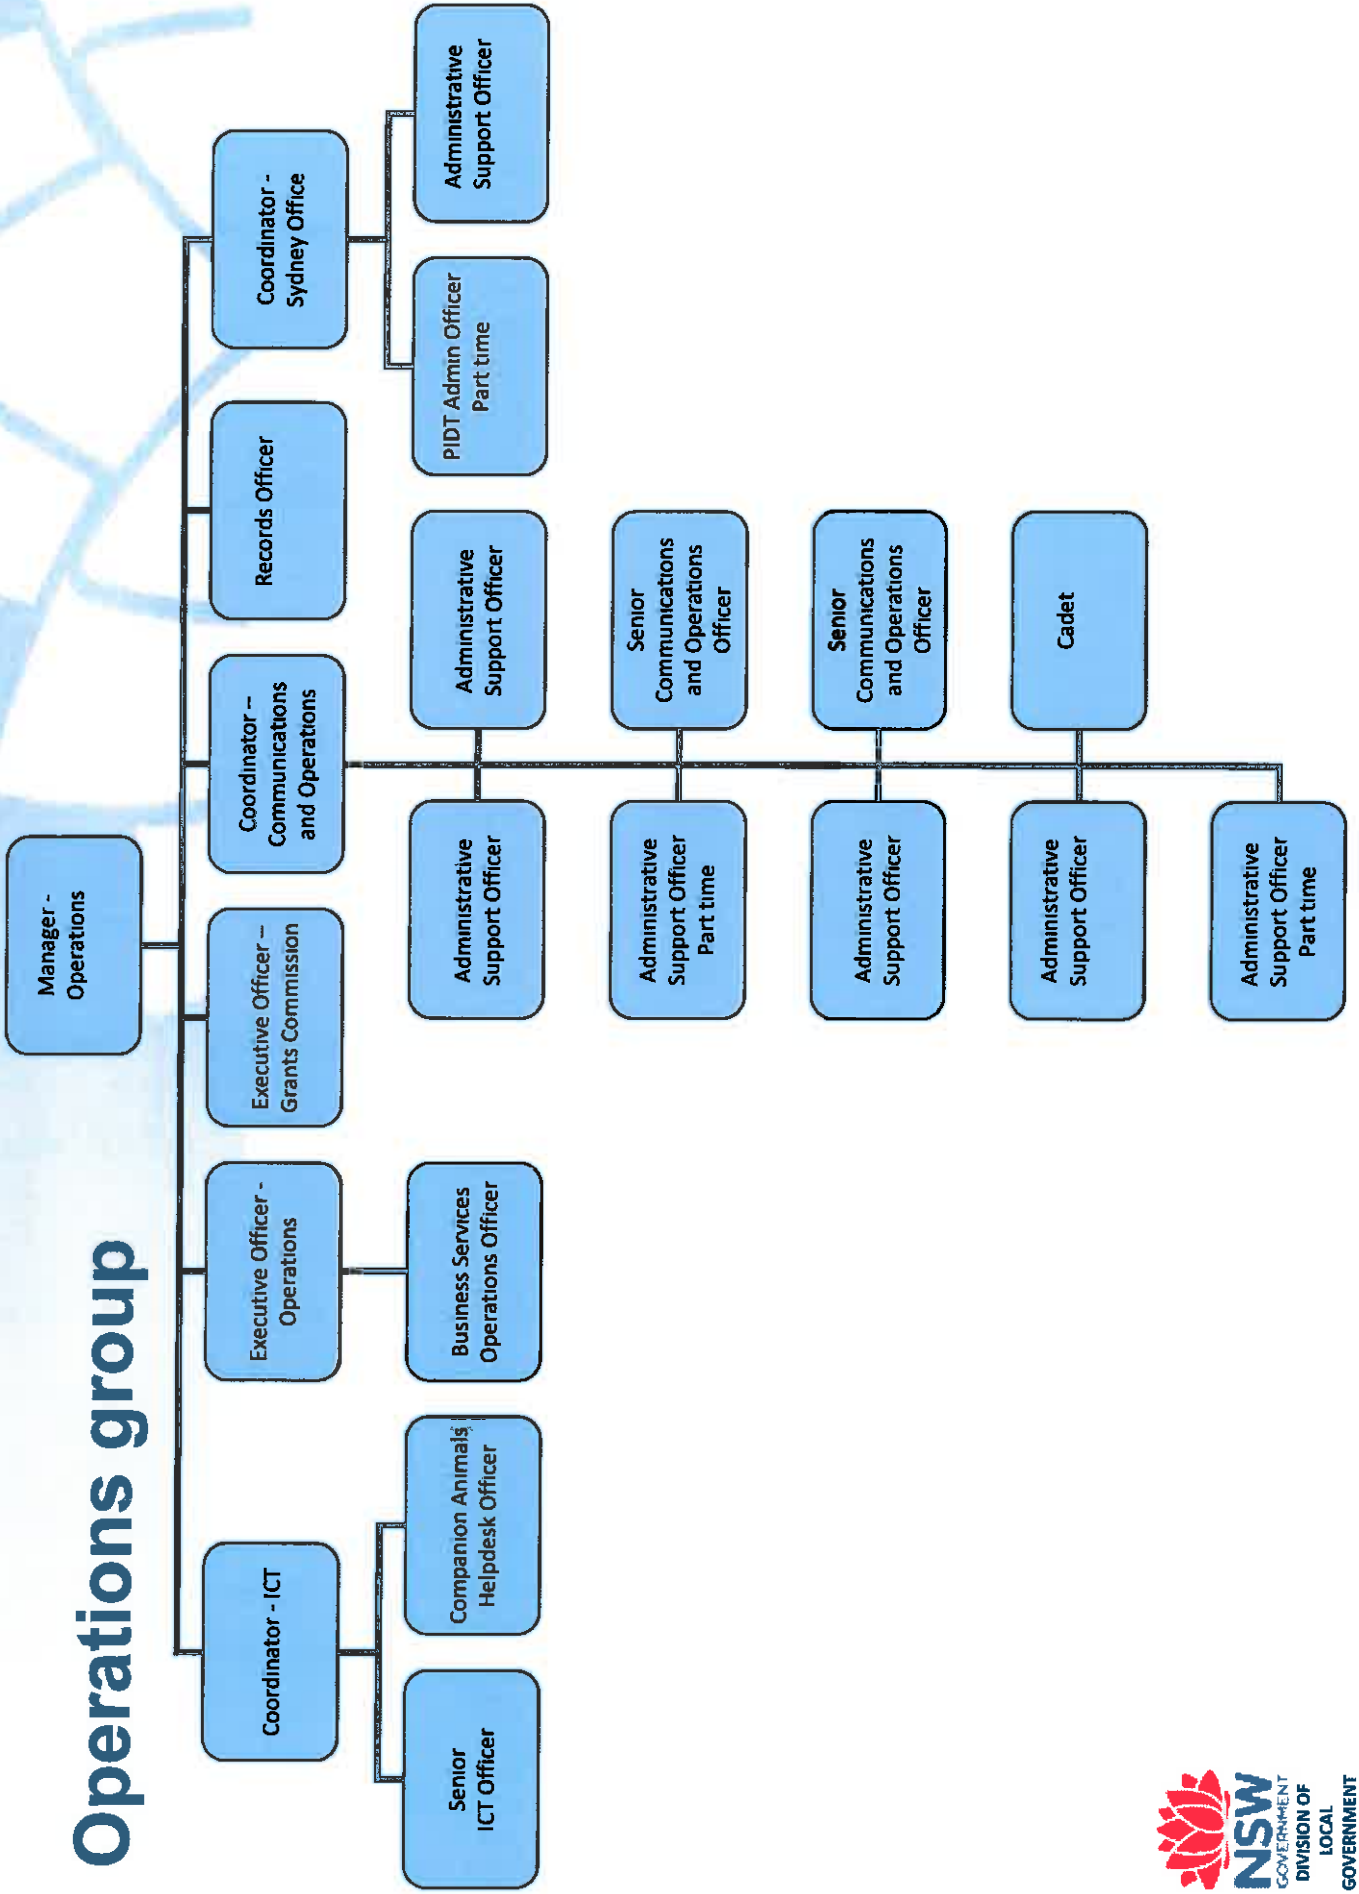 Operations group
Manager -
Operations
Coordinator - ICT
Executive Officer -
Operations
Executive Officer –
Grants Commission
Coordinator –
Communications
and Operations
Records Officer
Coordinator -
Sydney Office
Senior
ICT Officer
Companion Animals
Helpdesk Officer
Business Services
Operations Officer
Administrative
Support Officer
Administrative
Support Officer
PIDT Admin Officer
Part time
Administrative
Support Officer
Administrative
Support Officer
Part time
Senior
Communications
and Operations
Officer
Administrative
Support Officer
Senior
Communications
and Operations
Officer
Administrative
Support Officer
Cadet
Administrative
Support Officer
Part time
NSW
GOVERNMENT
DIVISION OF
LOCAL
GOVERNMENT